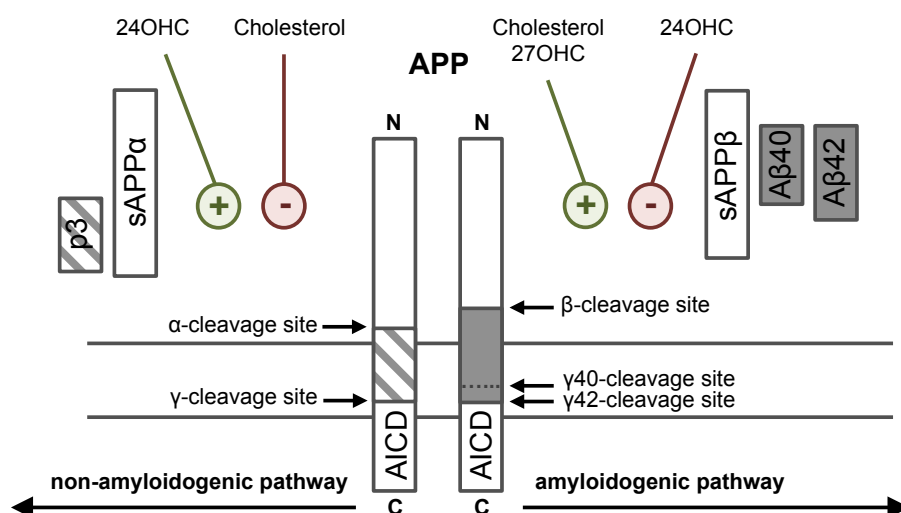 24OHC
Cholesterol
APP
Cholesterol
27OHC
24OHC
N
N
p3
sAPPα
+
-
+
-
sAPPβ
Aβ40
Aβ42
α-cleavage site
β-cleavage site
γ-cleavage site
γ40-cleavage site
γ42-cleavage site
AICD
AICD
non-amyloidogenic pathway
C
C
amyloidogenic pathway